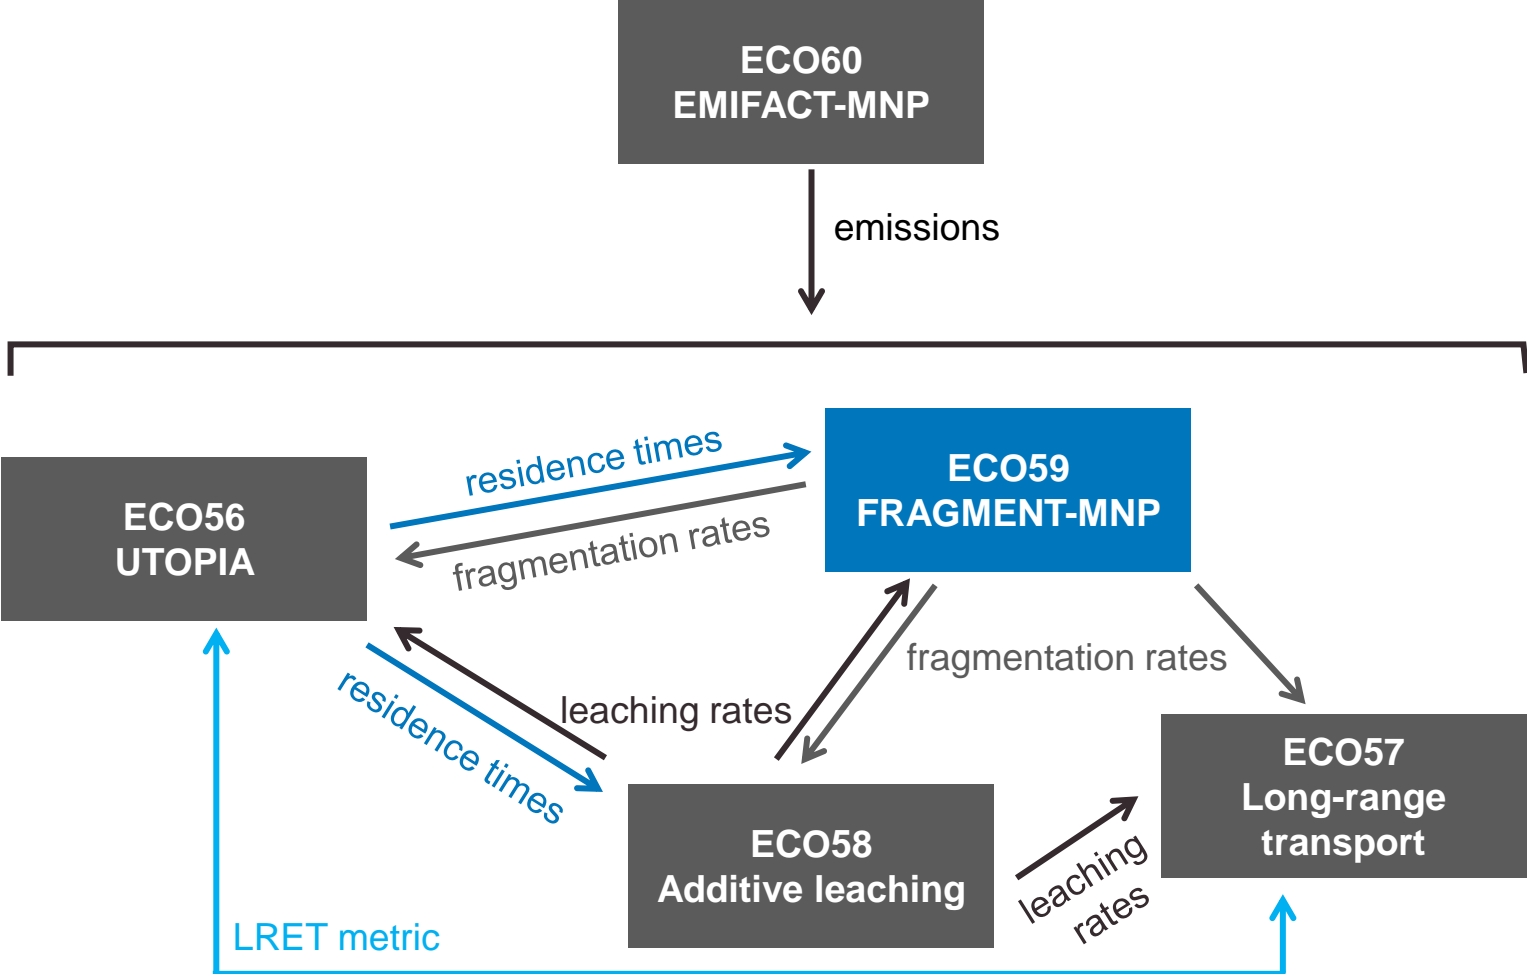 ECO60
EMIFACT-MNP
emissions
residence times
ECO59
FRAGMENT-MNP
ECO56
UTOPIA
fragmentation rates
fragmentation rates
leaching rates
residence times
ECO57
Long-range
transport
ECO58
Additive leaching
leaching
rates
LRET metric